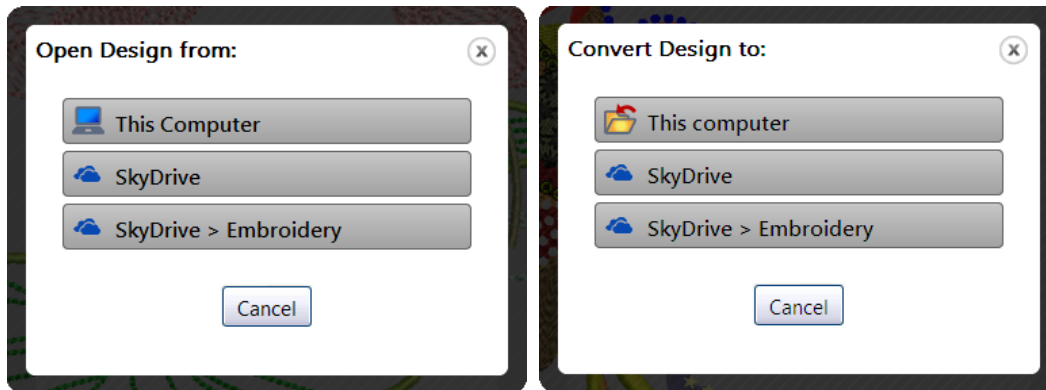 Open Design from:
x
This Computer
SkyDrive
SkyDrive > Embroidery
Cancel
Convert Design to:
x
This computer
SkyDrive
SkyDrive > Embroidery
Cancel